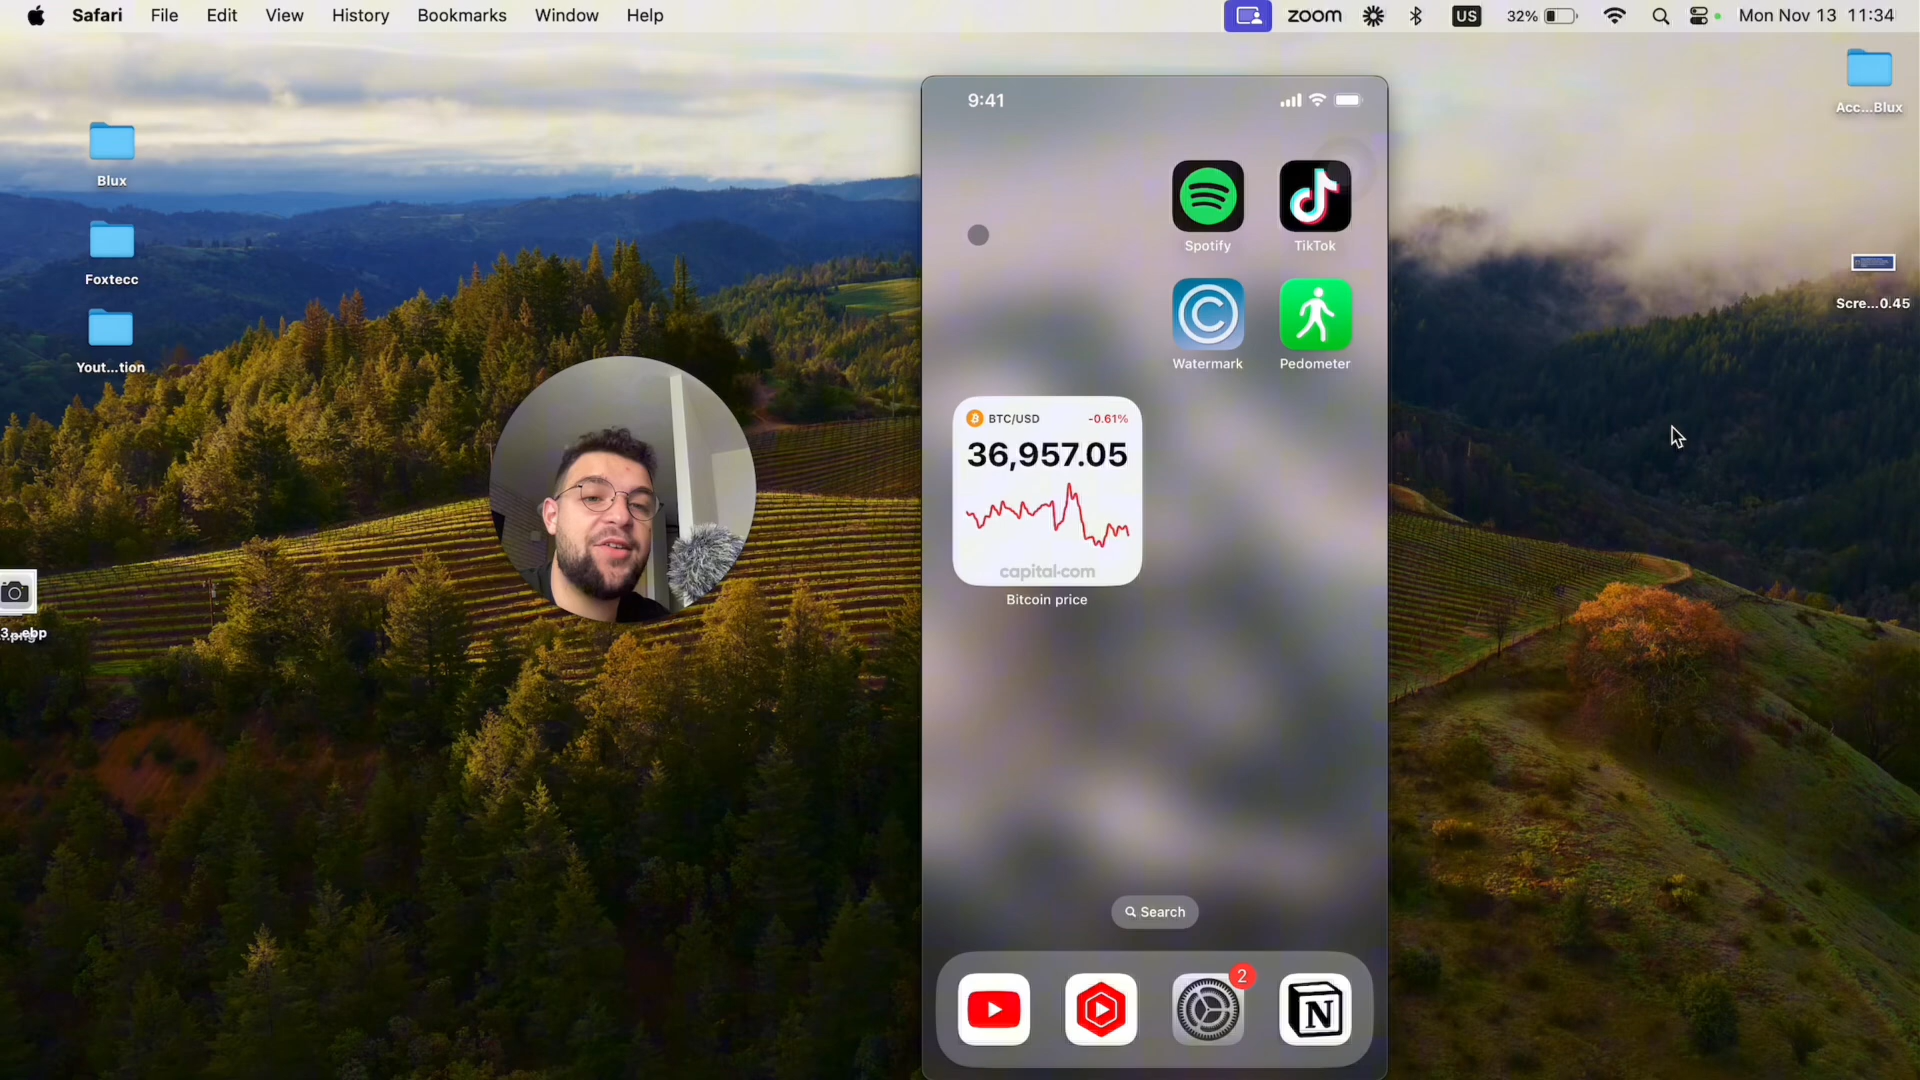 Safari File Edit View History Bookmarks Window Help zoom US 32% Mon Nov 13 11:34
Blux
Foxtecc
Yout...tion
Acc...Blux
Scre...0.45
9:41
Spotify TikTok
Watermark Pedometer
BTC/USD -0.61%
36,957.05
capital.com
Bitcoin price
Search
2
N